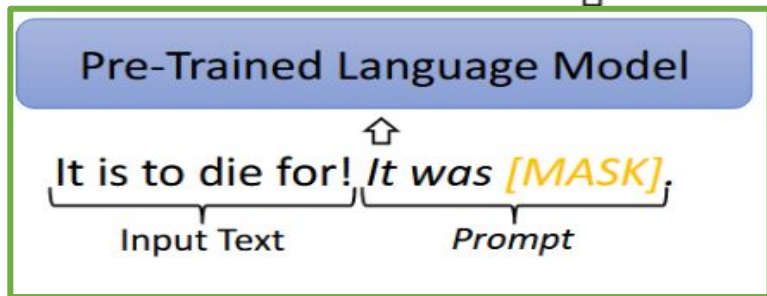 Pre-Trained Language Model
It is to die for! It was [MASK].
Input Text Prompt